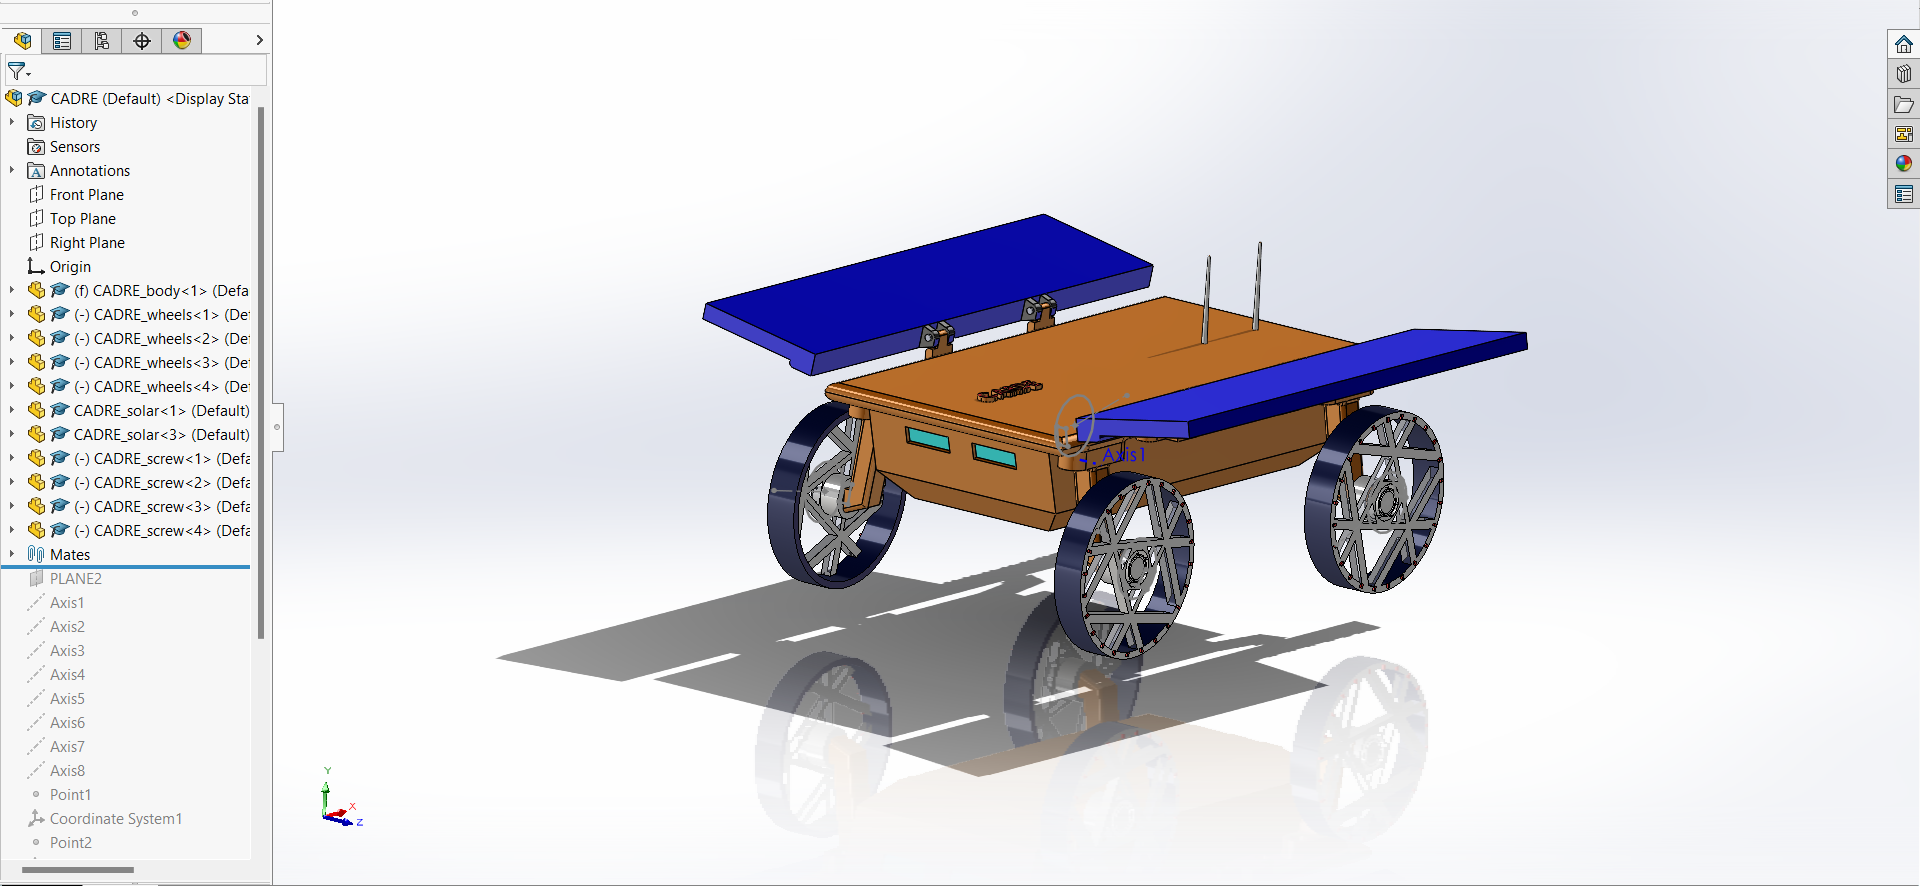 CADRE (Default) <Display Sta
History
Sensors
A Annotations
Front Plane
Top Plane
Right Plane
Origin
(f) CADRE_body<1> (Defa
(-) CADRE_wheels<1> (De
(-) CADRE_wheels<2> (De
(-) CADRE_wheels<3> (De
(-) CADRE_wheels<4> (De
CADRE_solar<1> (Default)
CADRE_solar<3> (Default)
(-) CADRE_screw<1> (Defa
(-) CADRE_screw<2> (Defa
(-) CADRE_screw<3> (Defa
(-) CADRE_screw<4> (Defa
Mates
PLANE2
Axis1
Axis2
Axis3
Axis4
Axis5
Axis6
Axis7
Axis8
Point1
Coordinate System1
Point2
Axis1
Y
X
Z